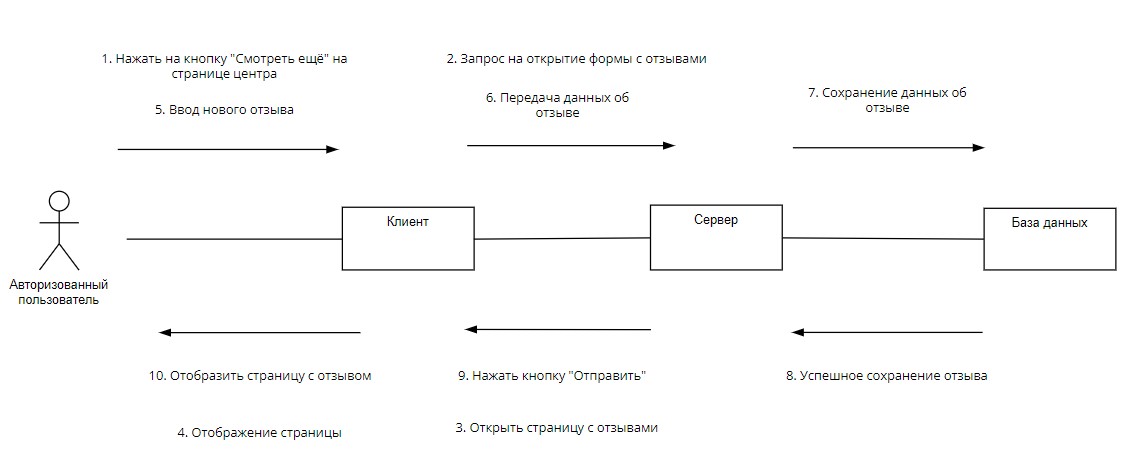 1. Нажать на кнопку "Смотреть ещё" на
странице центра
2. Запрос на открытие формы с отзывами
5. Ввод нового отзыва
6. Передача данных об
отзыве
7. Сохранение данных об
отзыве
Клиент
Сервер
База данных
Авторизованный
пользователь
10. Отобразить страницу с отзывом
9. Нажать кнопку "Отправить"
8. Успешное сохранение отзыва
4. Отображение страницы
3. Открыть страницу с отзывами